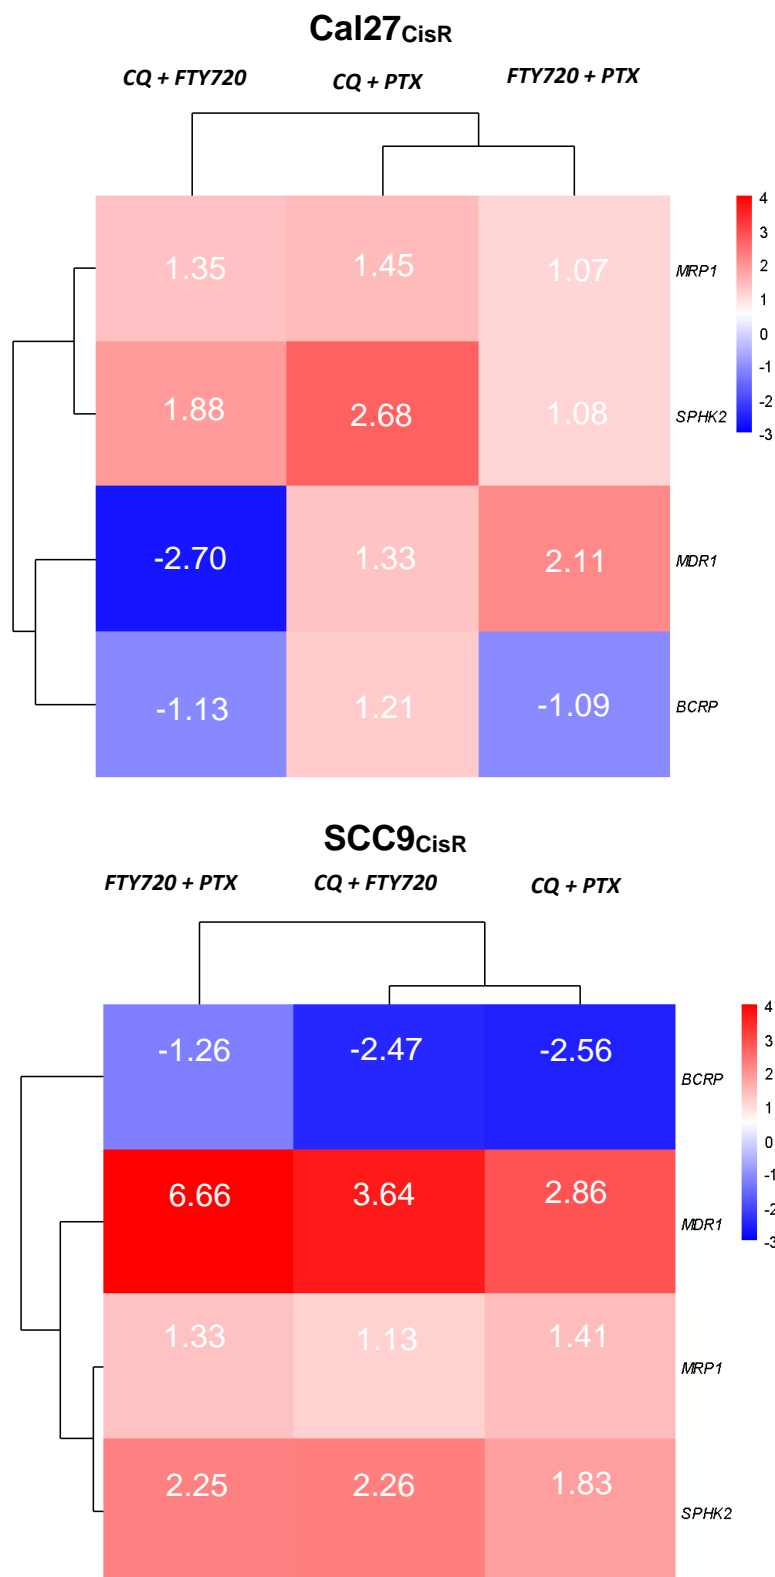 Cal27CisR
CQ + FTY720 CQ + PTX FTY720 + PTX
4
3
2
1
0
-1
-2
-3
1.35 1.45 1.07 MRP1
1.88 2.68 1.08 SPHK2
-2.70 1.33 2.11 MDR1
-1.13 1.21 -1.09 BCRP
SCC9CisR
FTY720 + PTX CQ + FTY720 CQ + PTX
4
3
2
1
0
-1
-2
-3
-1.26 -2.47 -2.56 BCRP
6.66 3.64 2.86 MDR1
1.33 1.13 1.41 MRP1
2.25 2.26 1.83 SPHK2